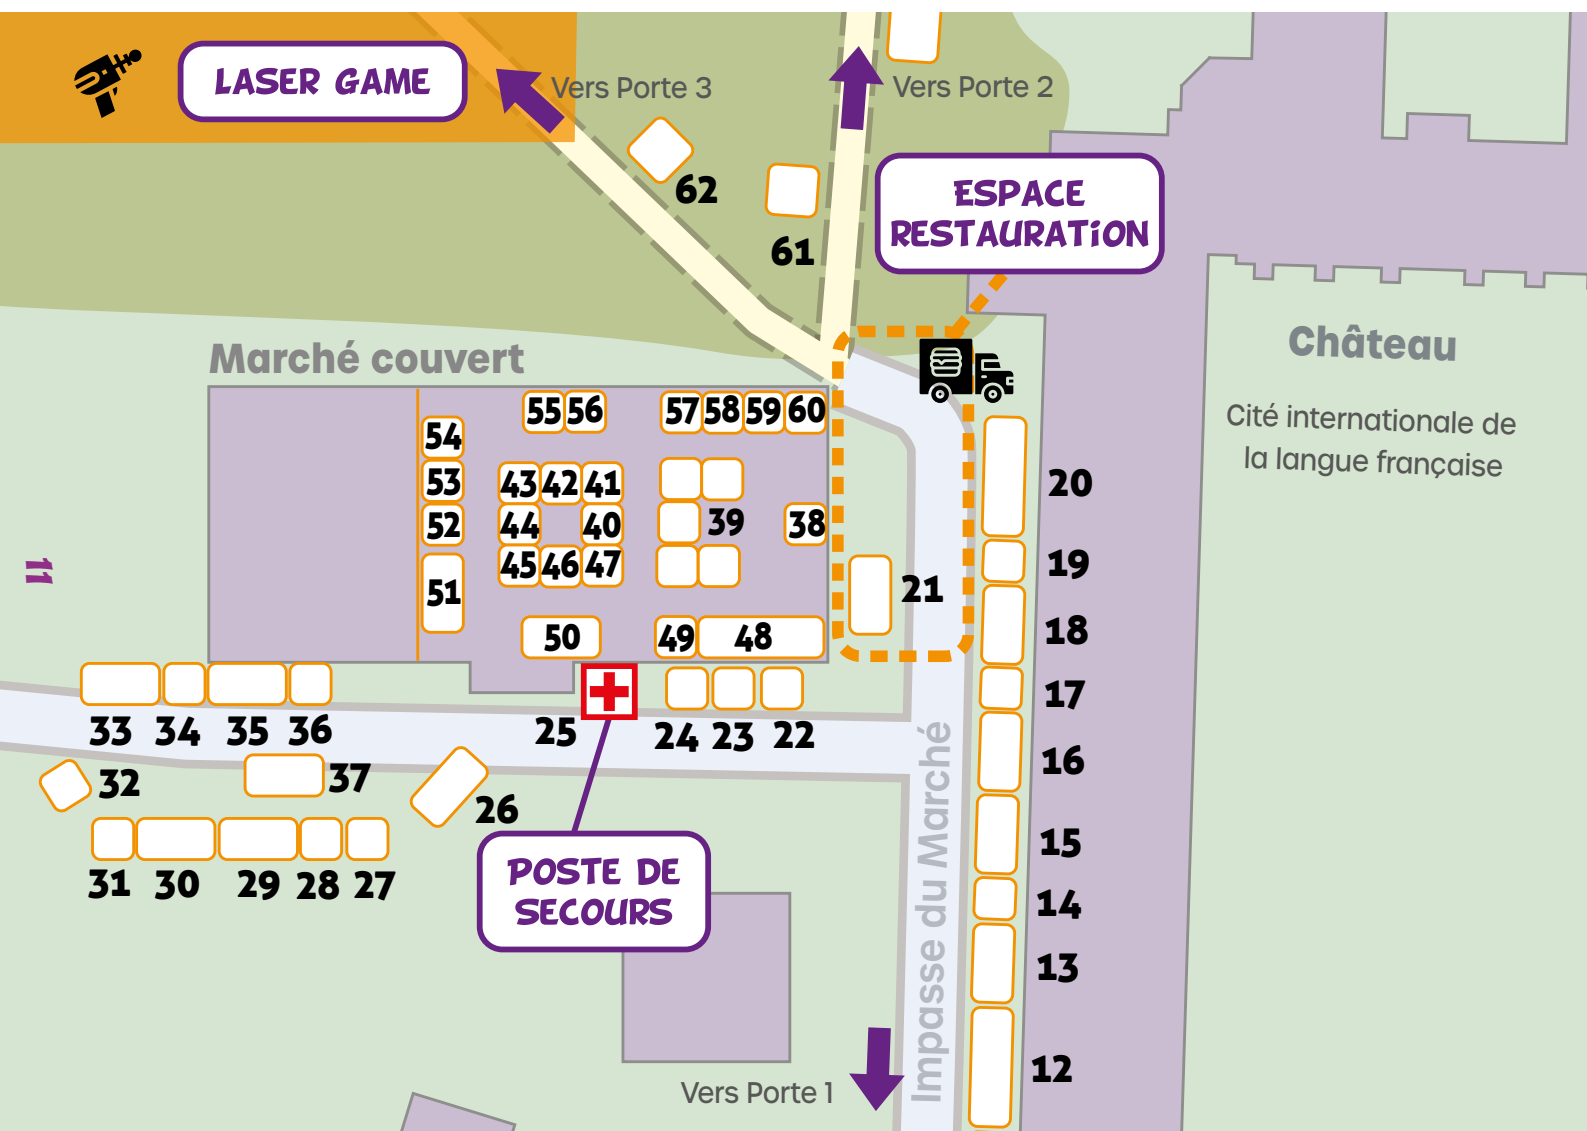 LASER GAME
Vers Porte 3
Vers Porte 2
62
61
ESPACE
RESTAURATiON
Marché couvert
Château
Cité internationale de
la langue française
55 56
57 58 59 60
54
53
43 42 41
52
44 40
39
38
45 46 47
51
50
49 48
21
20
19
18
17
16
15
14
13
12
11
33 34 35 36
25
24 23 22
32
37
26
31 30 29 28 27
POSTE DE
SECOURS
Impasse du Marché
Vers Porte 1